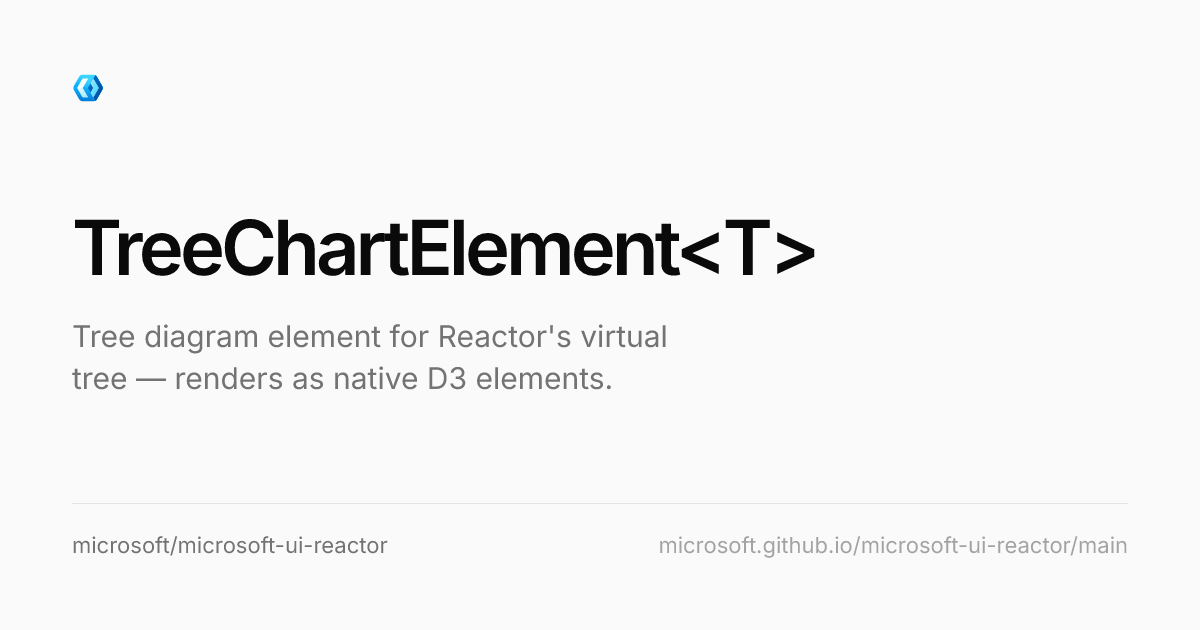 TreeChartElement<T>
Tree diagram element for Reactor's virtual
tree — renders as native D3 elements.
microsoft/microsoft-ui-reactor
microsoft.github.io/microsoft-ui-reactor/main